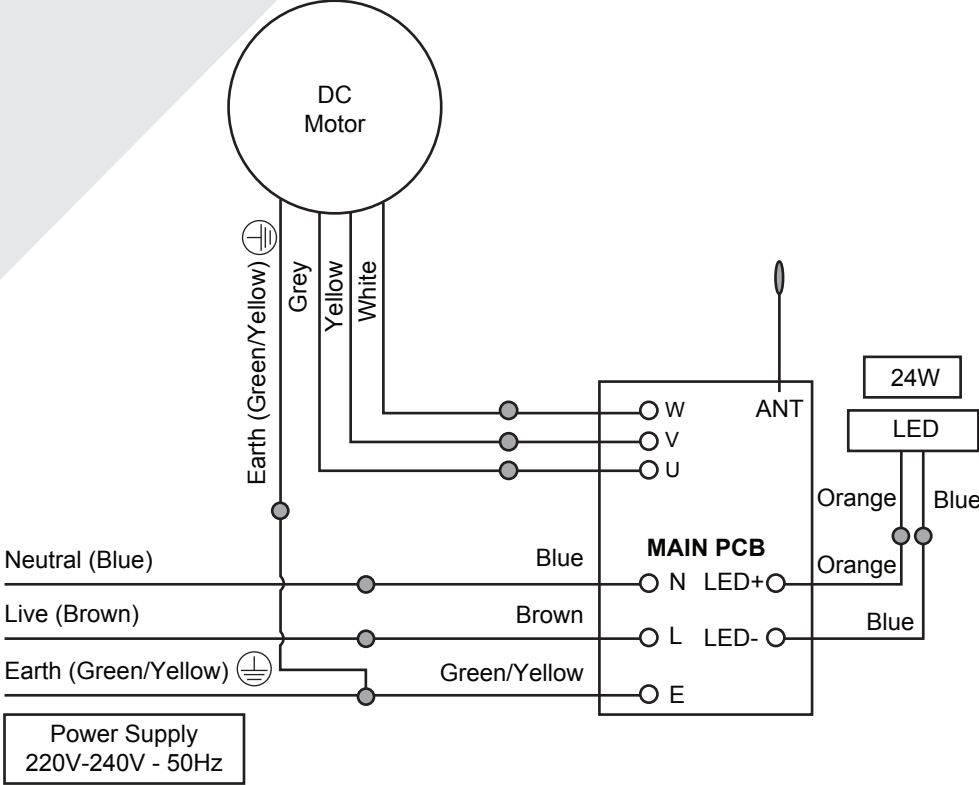 DC
Motor
Earth (Green/Yellow)
Grey
Yellow
White
W
V
U
ANT
24W
LED
Orange
Blue
MAIN PCB
Neutral (Blue)
Blue
N
LED+
Orange
Live (Brown)
Brown
L
LED-
Blue
Earth (Green/Yellow)
Green/Yellow
E
Power Supply
220V-240V - 50Hz